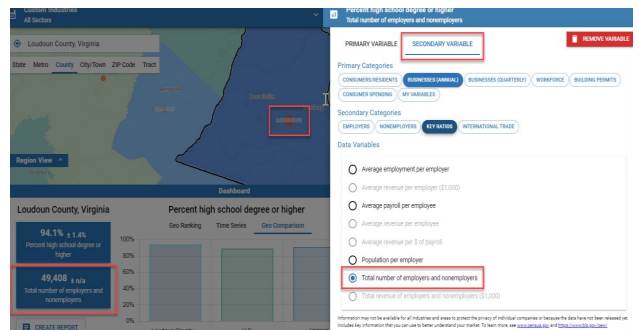 Custom Industries
All Sectors
Loudoun County, Virginia
State Metro County City/Town ZIP Code Tract
Region View
Dashboard
Loudoun County, Virginia
94.1% ± 1.4%
Percent high school degree or
higher
49,408 ± n/a
Total number of employers and
nonemployers
CREATE REPORT
Percent high school degree or higher
Geo Ranking Time Series Geo Comparison
100%
80%
60%
40%
20%
0%
Percent high school degree or higher
Total number of employers and nonemployers
PRIMARY VARIABLE SECONDARY VARIABLE REMOVE VARIABLE
Primary Categories
CONSUMERS/RESIDENTS BUSINESSES (ANNUAL) BUSINESSES (QUARTERLY) WORKFORCE BUILDING PERMITS
CONSUMER SPENDING MY VARIABLES
Secondary Categories
EMPLOYERS NONEMPLOYERS KEY RATIOS INTERNATIONAL TRADE
Data Variables
Average employment per employer
Average revenue per employer ($1,000)
Average payroll per employee
Average revenue per employee
Average revenue per $ of payroll
Population per employer
Total number of employers and nonemployers
Total revenue of employers and nonemployers ($1,000)
Information may not be available for all industries and areas to protect the privacy of individual companies or because the data have not been released yet.
Includes key information that you can use to better understand your market. To learn more, see www.census.gov and https://www.bls.gov/cew/